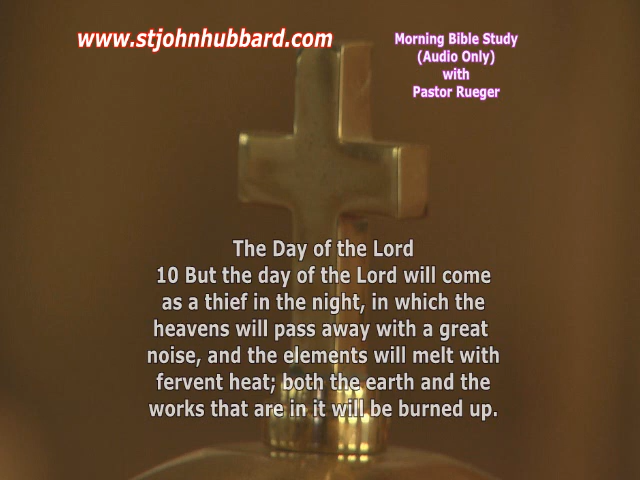 www.stjohnhubbard.com
Morning Bible Study
(Audio Only)
with
Pastor Rueger
The Day of the Lord
10 But the day of the Lord will come
as a thief in the night, in which the
heavens will pass away with a great
noise, and the elements will melt with
fervent heat; both the earth and the
works that are in it will be burned up.